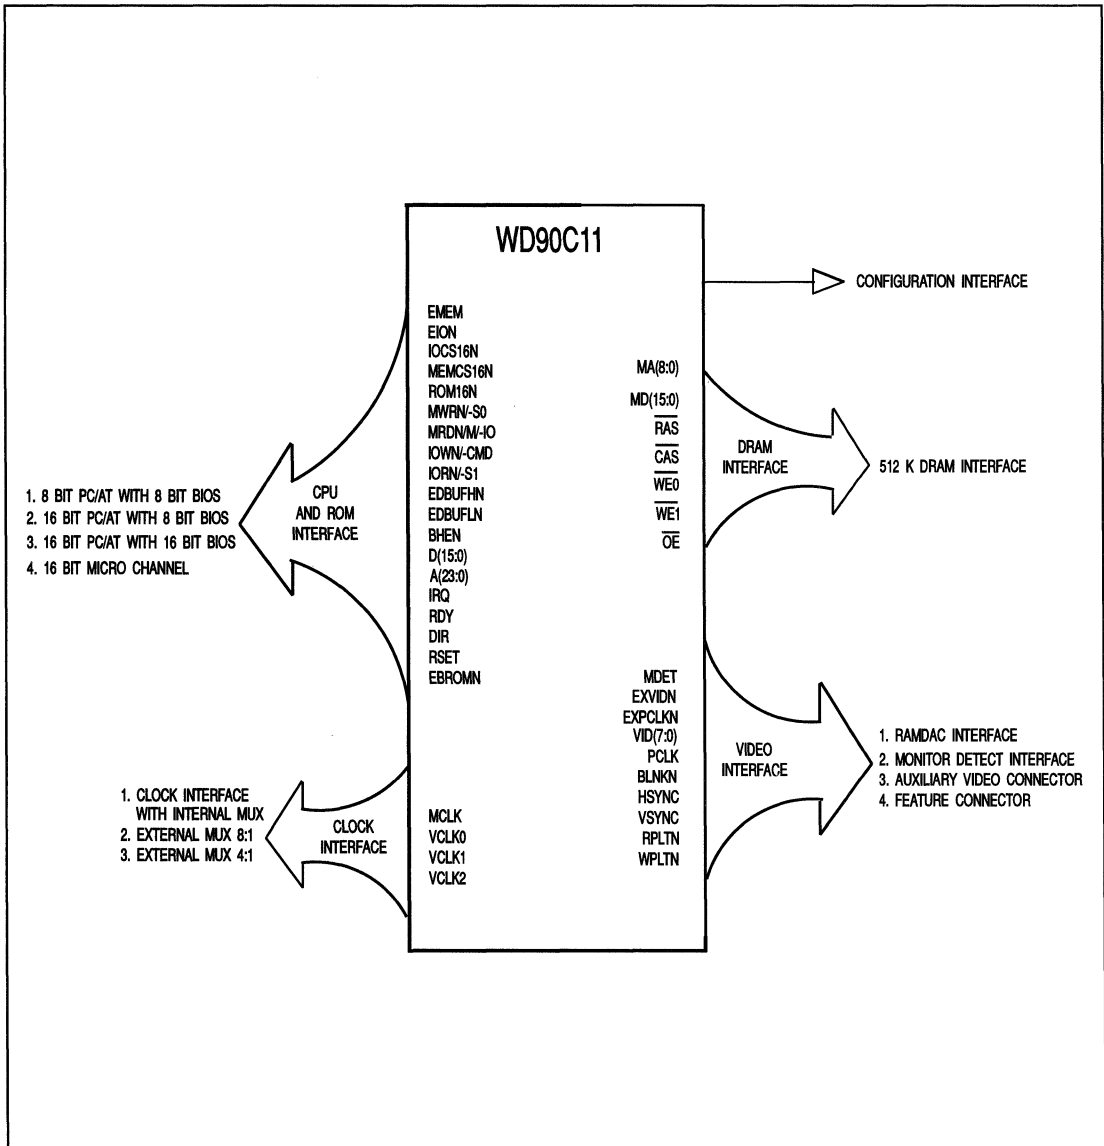 WD90C11
EMEM
EION
IOCS16N
MEMCS16N
ROM16N
MWRN/-S0
MRDN/M/-IO
IOWN/-CMD
IORN/-S1
EDBUFHN
EDBUFLN
BHEN
D(15:0)
A(23:0)
IRQ
RDY
DIR
RSET
EBROMN
CPU
AND ROM
INTERFACE
1. 8 BIT PC/AT WITH 8 BIT BIOS
2. 16 BIT PC/AT WITH 8 BIT BIOS
3. 16 BIT PC/AT WITH 16 BIT BIOS
4. 16 BIT MICRO CHANNEL
MCLK
VCLK0
VCLK1
VCLK2
CLOCK
INTERFACE
1. CLOCK INTERFACE
WITH INTERNAL MUX
2. EXTERNAL MUX 8:1
3. EXTERNAL MUX 4:1
CONFIGURATION INTERFACE
MA(8:0)
MD(15:0)
RAS
CAS
WE0
WE1
OE
DRAM
INTERFACE
512 K DRAM INTERFACE
MDET
EXVIDN
EXPCLKN
VID(7:0)
PCLK
BLNKN
HSYNC
VSYNC
RPLTN
WPLTN
VIDEO
INTERFACE
1. RAMDAC INTERFACE
2. MONITOR DETECT INTERFACE
3. AUXILIARY VIDEO CONNECTOR
4. FEATURE CONNECTOR